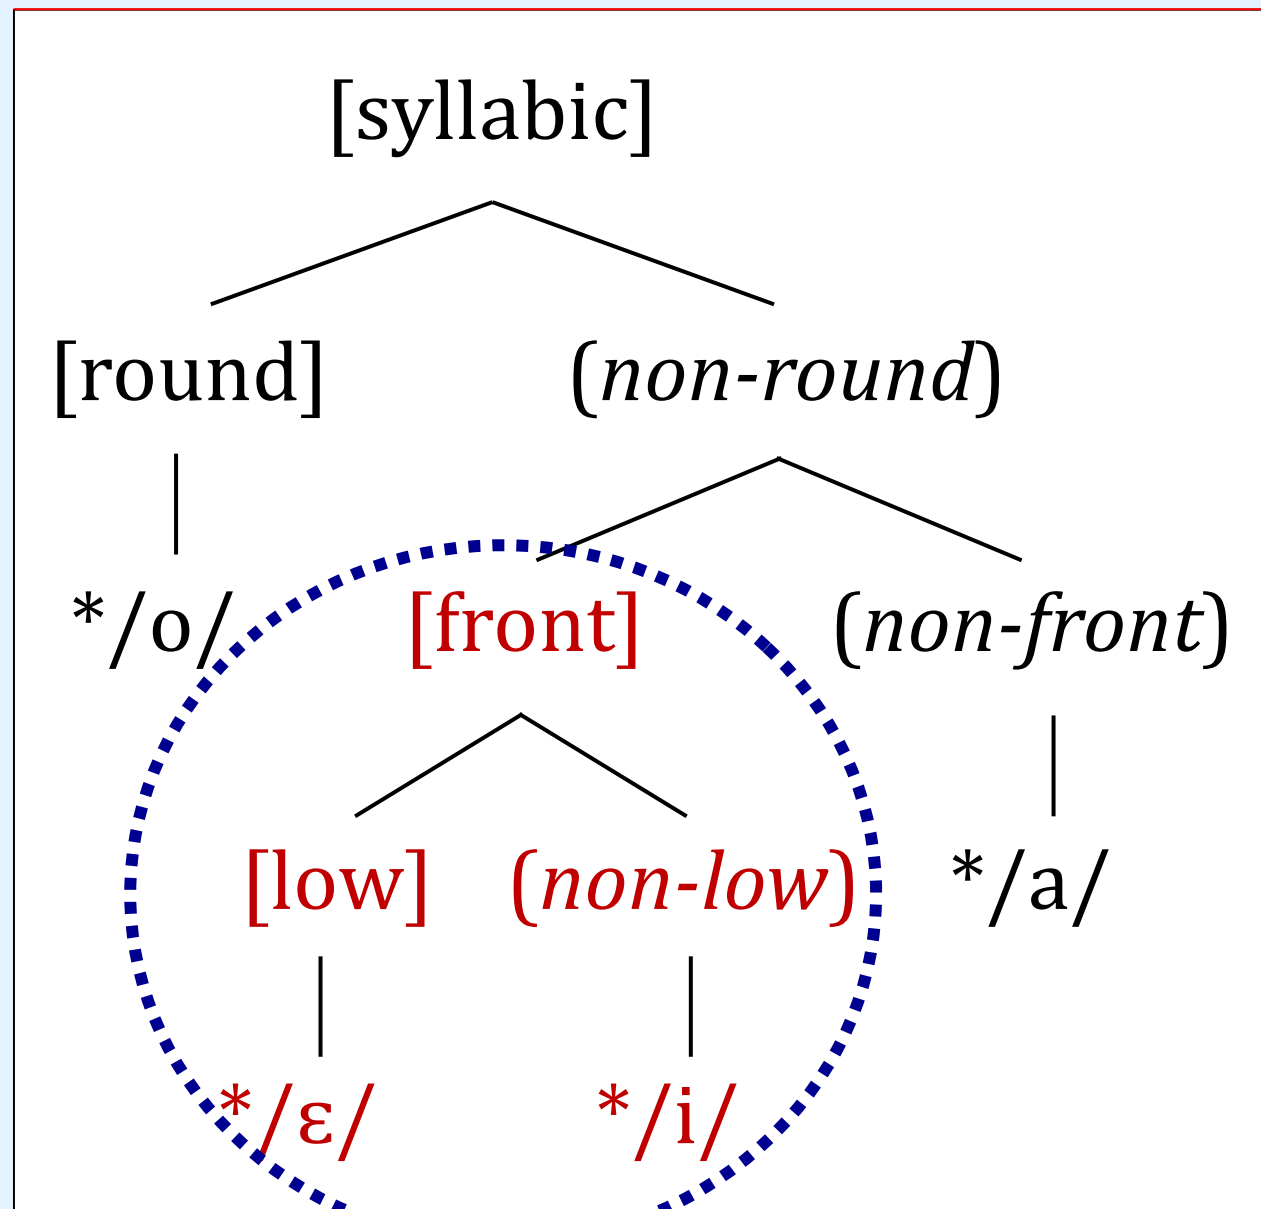 [syllabic]
[round] (non-round)
*/o/ [front] (non-front)
[low] (non-low) */a/
*/ɛ/ */i/